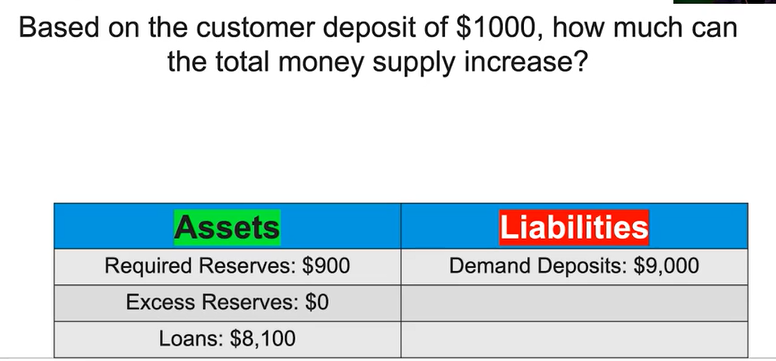 Based on the customer deposit of $1000, how much can
the total money supply increase?
Assets
Liabilities
Required Reserves: $900
Demand Deposits: $9,000
Excess Reserves: $0
Loans: $8,100